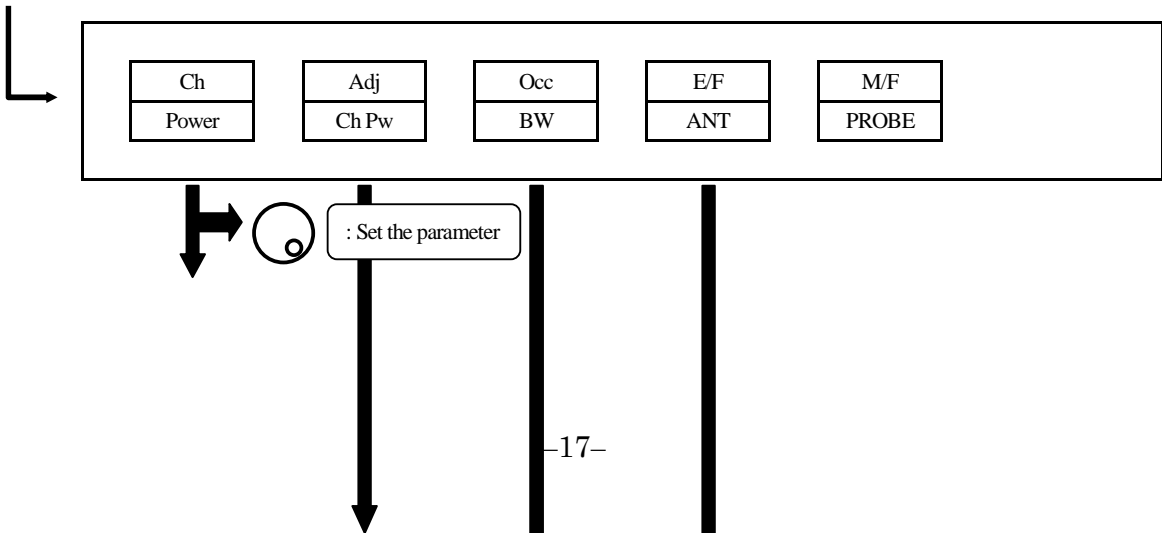 Ch Adj Occ E/F M/F
Power Ch Pw BW ANT PROBE
: Set the parameter
–17–